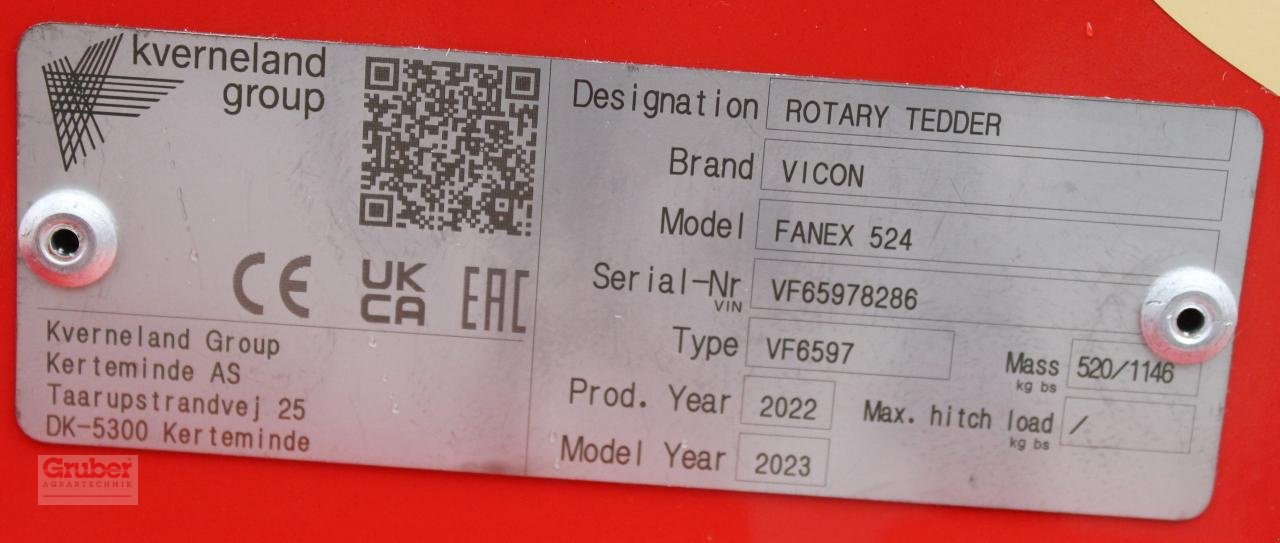 kverneland
group
CE
UK
CA
EAC
Kverneland Group
Kerteminde AS
Taarupstrandvej 25
DK-5300 Kerteminde
Designation ROTARY TEDDER
Brand VICON
Model FANEX 524
Serial-Nr VF65978286
VIN
Type VF6597
Mass 520/1146
kg bs
Prod. Year 2022
Max. hitch load /
kg bs
Model Year 2023
Gruber
AGRARTECHNIK